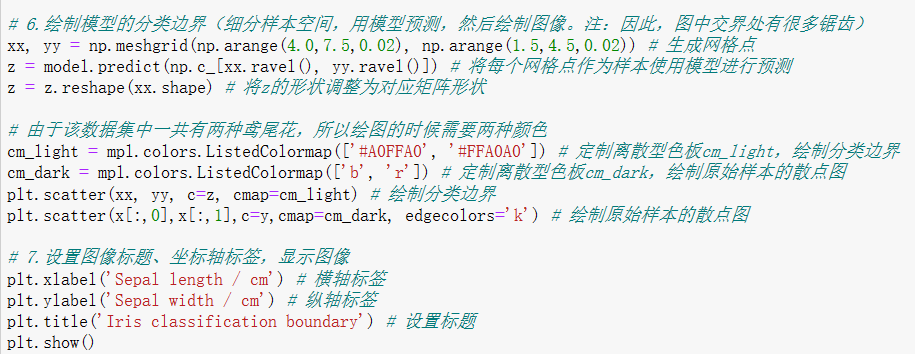 # 6.绘制模型的分类边界（细分样本空间，用模型预测，然后绘制图像。注：因此，图中交界处有很多锯齿）
xx, yy = np.meshgrid(np.arange(4.0,7.5,0.02), np.arange(1.5,4.5,0.02)) # 生成网格点
z = model.predict(np.c_[xx.ravel(), yy.ravel()]) # 将每个网格点作为样本使用模型进行预测
z = z.reshape(xx.shape) # 将z的形状调整为对应矩阵形状
# 由于该数据集中一共有两种鸢尾花，所以绘图的时候需要两种颜色
cm_light = mpl.colors.ListedColormap(['#A0FFA0', '#FFA0A0']) # 定制离散型色板cm_light，绘制分类边界
cm_dark = mpl.colors.ListedColormap(['b', 'r']) # 定制离散型色板cm_dark，绘制原始样本的散点图
plt.scatter(xx, yy, c=z, cmap=cm_light) # 绘制分类边界
plt.scatter(x[:,0],x[:,1],c=y,cmap=cm_dark, edgecolors='k') # 绘制原始样本的散点图
# 7.设置图像标题、坐标轴标签，显示图像
plt.xlabel('Sepal length / cm') # 横轴标签
plt.ylabel('Sepal width / cm') # 纵轴标签
plt.title('Iris classification boundary') # 设置标题
plt.show()